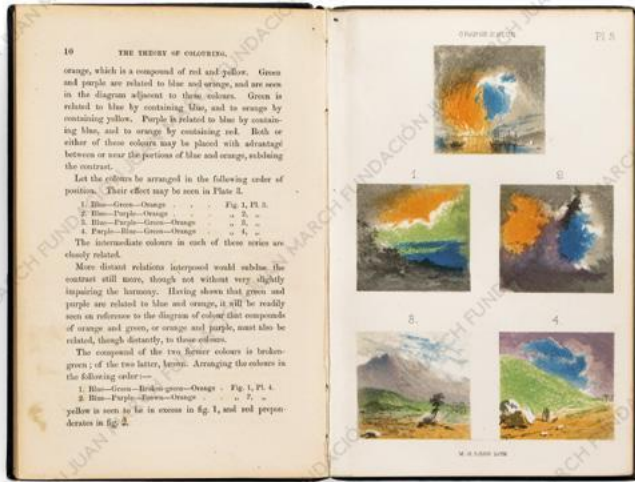 10 THE THEORY OF COLOURING.
orange, which is a compound of red and yellow. Green
and purple are related to blue and orange, and are seen
in the diagram adjacent to these colours. Green is
related to blue by containing blue, and to orange by
containing yellow. Purple is related to blue by contain-
ing blue, and to orange by containing red. Both or
either of these colours may be placed with advantage
between or near the portions of blue and orange, subduing
the contrast.
Let the colours be arranged in the following order of
position. Their effect may be seen in Plate 3.
1. Blue—Green—Orange . . . Fig. 1, Pl. 3.
2. Blue—Purple—Orange . . . „ 2, „
3. Blue—Purple—Green—Orange . „ 3, „
4. Purple—Blue—Green—Orange . „ 4, „
The intermediate colours in each of these series are
closely related.
More distant relations interposed would subdue the
contrast still more, though not without very slightly
impairing the harmony. Having shown that green and
purple are related to blue and orange, it will be readily
seen on reference to the diagram of colour that compounds
of orange and green, or orange and purple, must also be
related, though distantly, to those colours.
The compound of the two former colours is broken-
green; of the two latter, brown. Arranging the colours in
the following order:—
1. Blue—Green—Broken-green—Orange . Fig. 1, Pl. 4.
2. Blue—Purple—Brown—Orange . „ 2, „
yellow is seen to be in excess in fig. 1, and red prepon-
derates in fig. 2.
ORANGE & BLUE
Pl 3
1.
2.
3.
4.
FUNDACIÓN JUAN MARCH